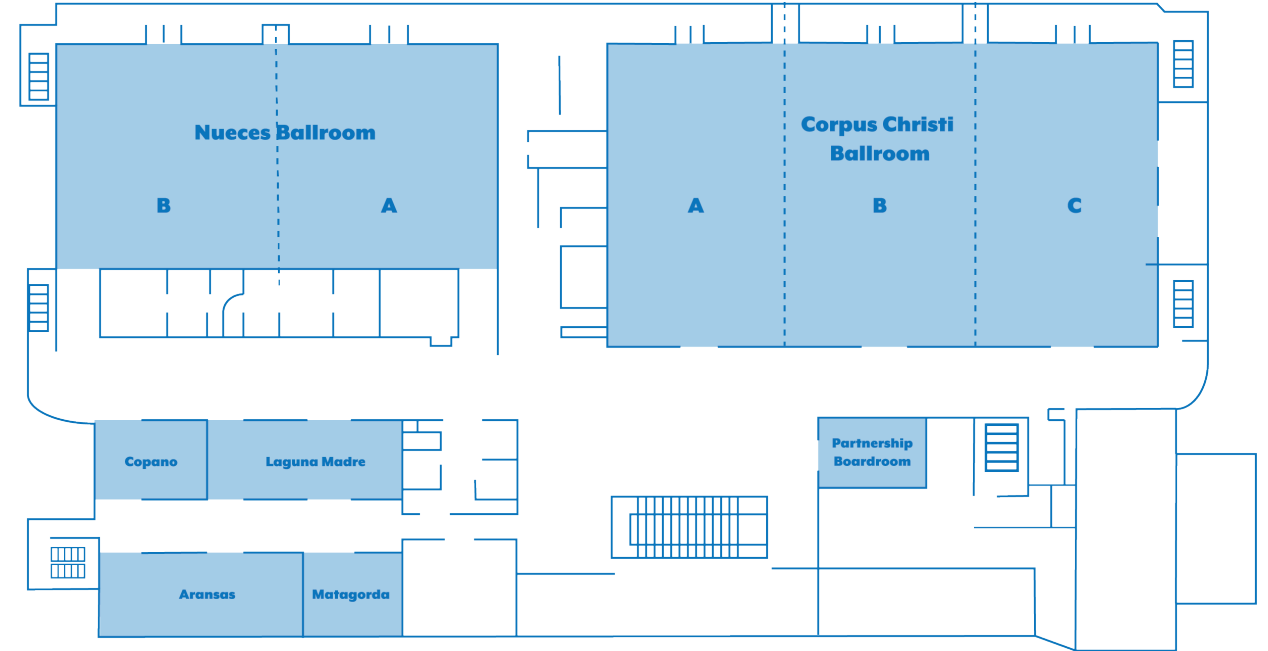 Nueces Ballroom
B
A
Corpus Christi
Ballroom
A
B
C
Copano
Laguna Madre
Partnership
Boardroom
Aransas
Matagorda